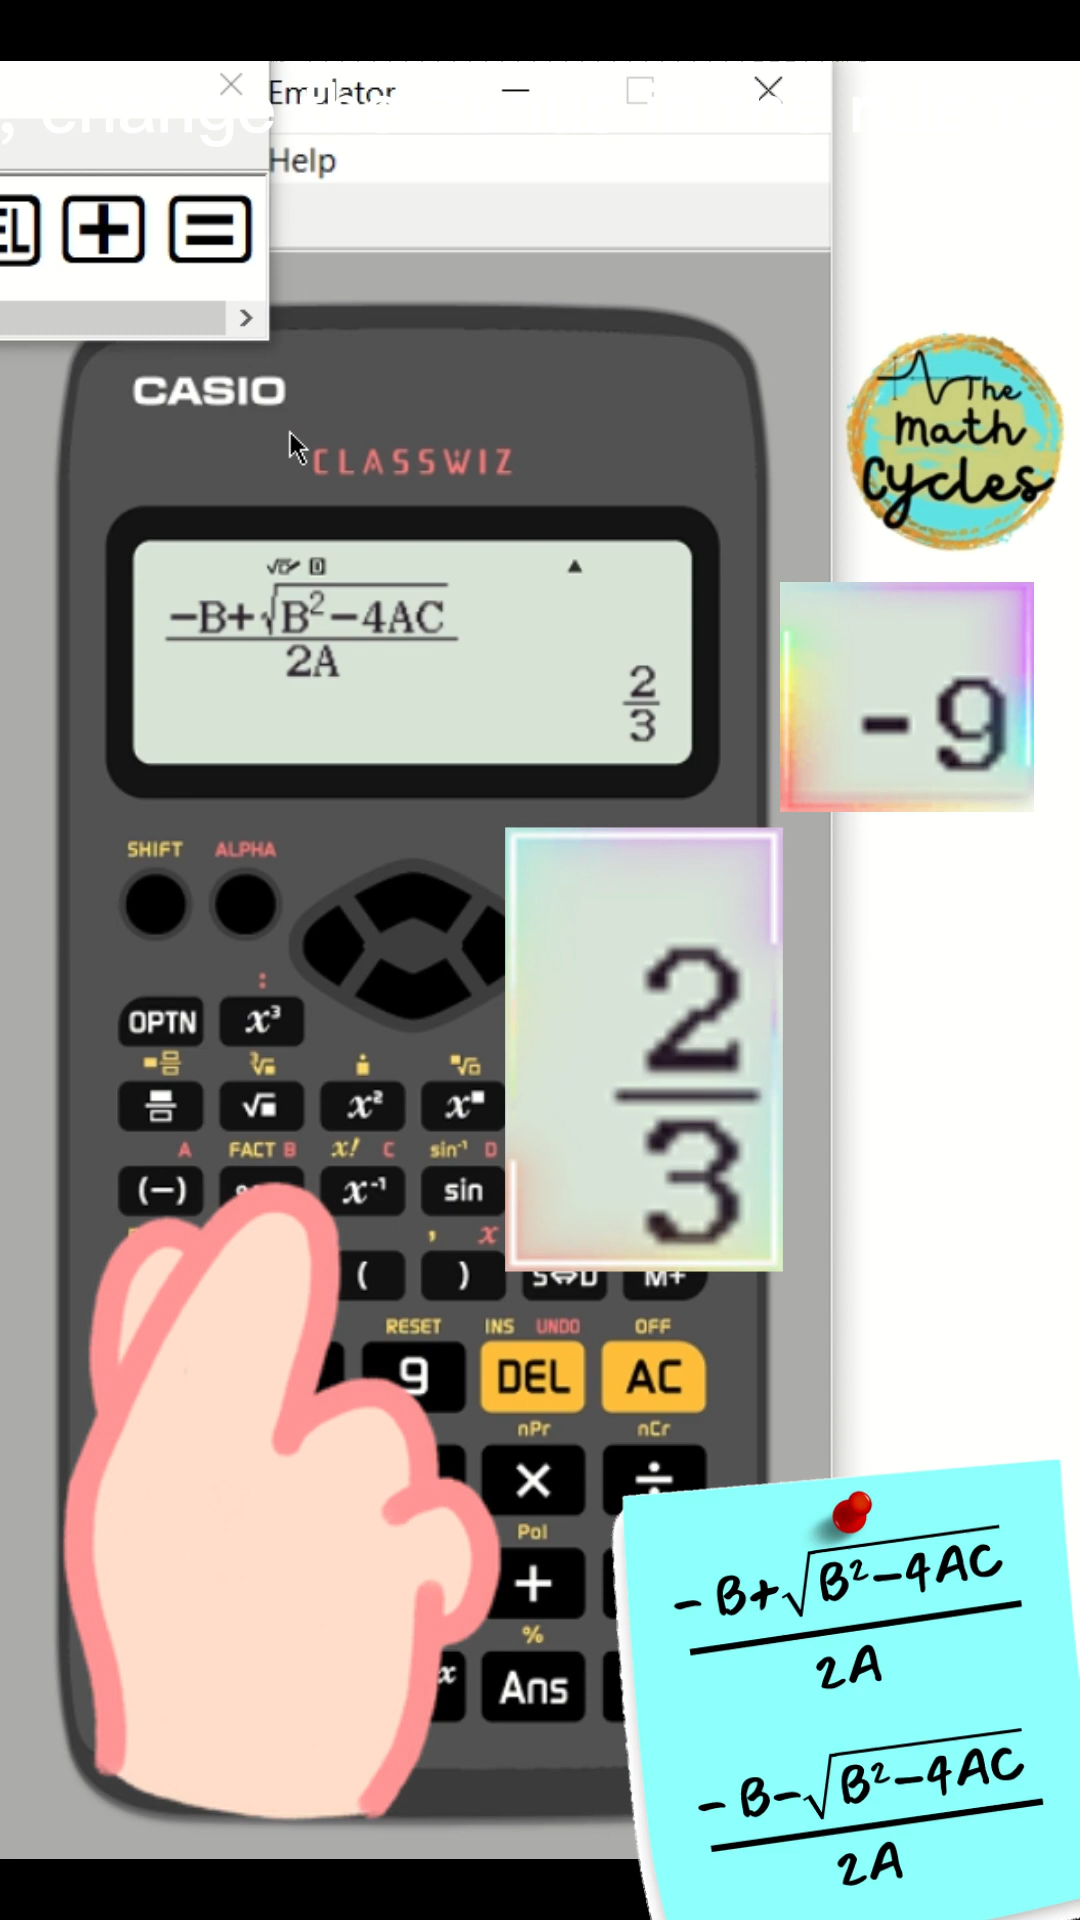 , change
Emulator
Help
EL + =
CASIO
CLASSWIZ
The
Math
Cycles
-B+√B²-4AC
2A
2
3
-9
SHIFT ALPHA
2
3
:
OPTN x³
x² x■
A FACT B x! C sin⁻¹ D
(−) x⁻¹ sin
, x
( ) S⇔D M+
RESET INS UNDO OFF
9 DEL AC
nPr nCr
× ÷
Pol
+
%
x Ans
-B+√B²-4AC
2A
-B-√B²-4AC
2A